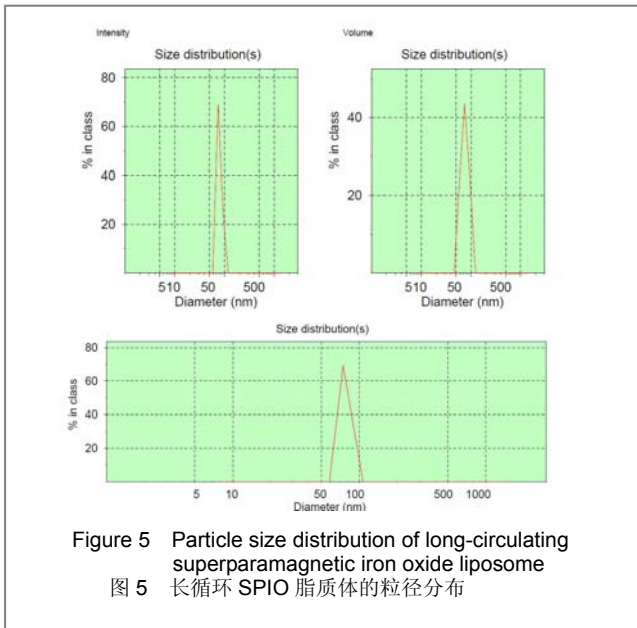 Intensity
Size distribution(s)
% in class
80
60
40
20
510 50 500
Diameter (nm)
Volume
Size distribution(s)
% in class
40
20
510 50 500
Diameter (nm)
Size distribution(s)
% in class
80
60
40
20
5 10 50 100 500 1000
Diameter (nm)
Figure 5 Particle size distribution of long-circulating
superparamagnetic iron oxide liposome
图 5 长循环 SPIO 脂质体的粒径分布